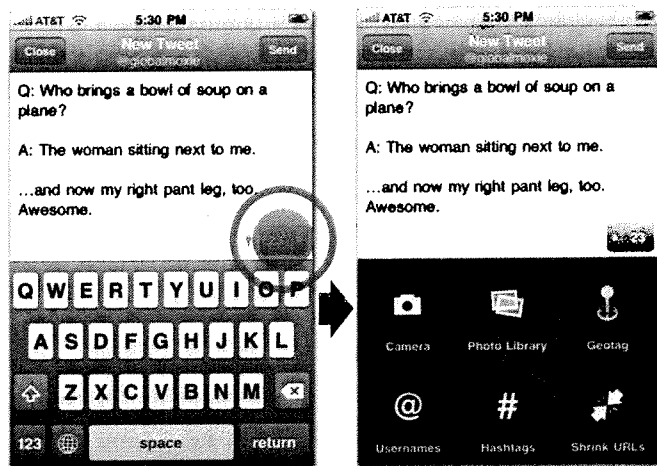 AT&T 5:30 PM
Close New Tweet Send
@globalmoxie
Q: Who brings a bowl of soup on a
plane?
A: The woman sitting next to me.
...and now my right pant leg, too.
Awesome.
Q W E R T Y U I O P
A S D F G H J K L
Z X C V B N M
123 space return
AT&T 5:30 PM
Close New Tweet Send
@globalmoxie
Q: Who brings a bowl of soup on a
plane?
A: The woman sitting next to me.
...and now my right pant leg, too.
Awesome.
23
Camera Photo Library Geotag
@ #
Usernames Hashtags Shrink URLs